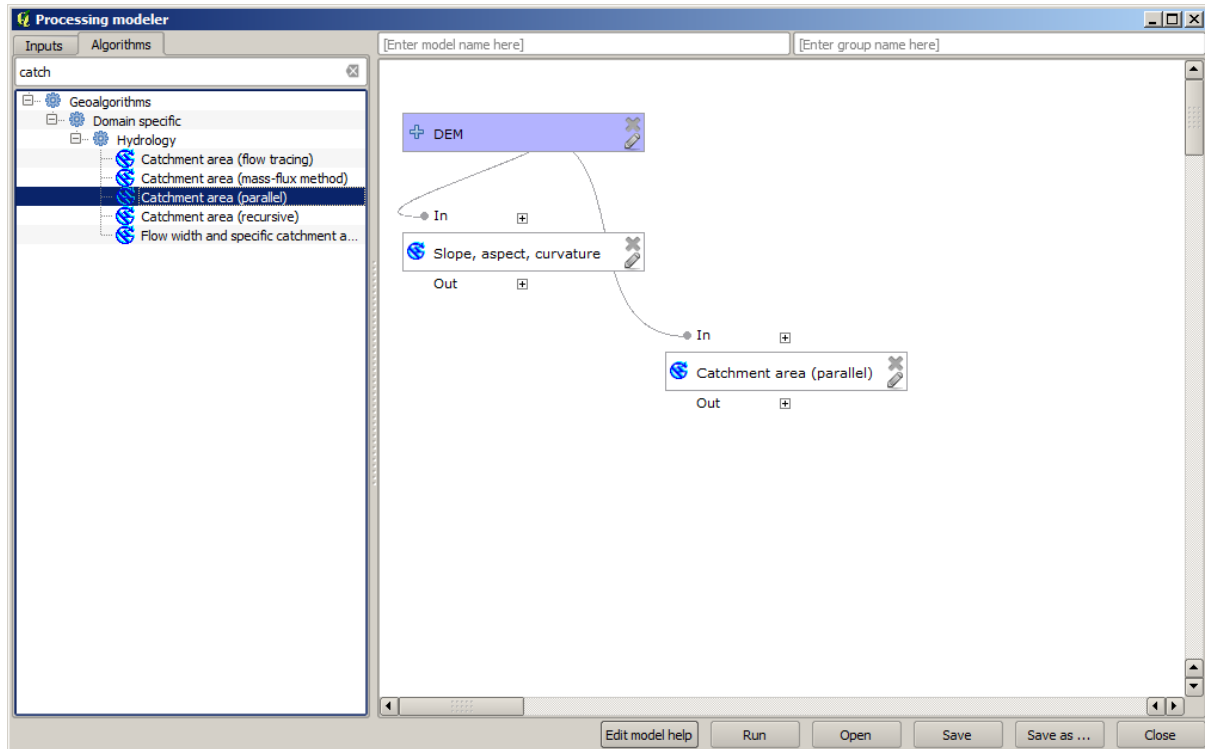 Processing modeler
Inputs Algorithms
[Enter model name here] [Enter group name here]
catch
Geoalgorithms
Domain specific
Hydrology
Catchment area (flow tracing)
Catchment area (mass-flux method)
Catchment area (parallel)
Catchment area (recursive)
Flow width and specific catchment a...
DEM
In
Slope, aspect, curvature
Out
In
Catchment area (parallel)
Out
Edit model help Run Open Save Save as ... Close